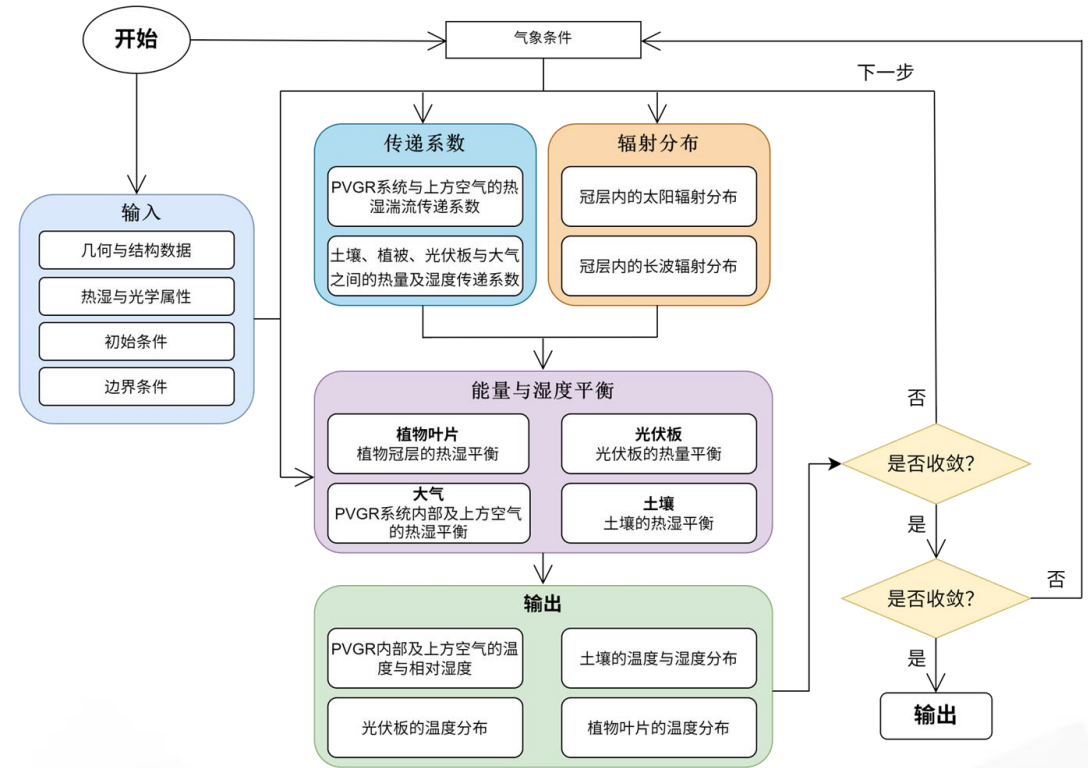 开始
气象条件
下一步
传递系数
PVGR系统与上方空气的热
湿湍流传递系数
土壤、植被、光伏板与大气
之间的热量及湿度传递系数
辐射分布
冠层内的太阳辐射分布
冠层内的长波辐射分布
输入
几何与结构数据
热湿与光学属性
初始条件
边界条件
能量与湿度平衡
植物叶片
植物冠层的热湿平衡
光伏板
光伏板的热量平衡
大气
PVGR系统内部及上方空气
的热湿平衡
土壤
土壤的热湿平衡
输出
PVGR内部及上方空气的温
度与相对湿度
土壤的温度与湿度分布
光伏板的温度分布
植物叶片的温度分布
否
是否收敛？
是
是否收敛？
否
是
输出